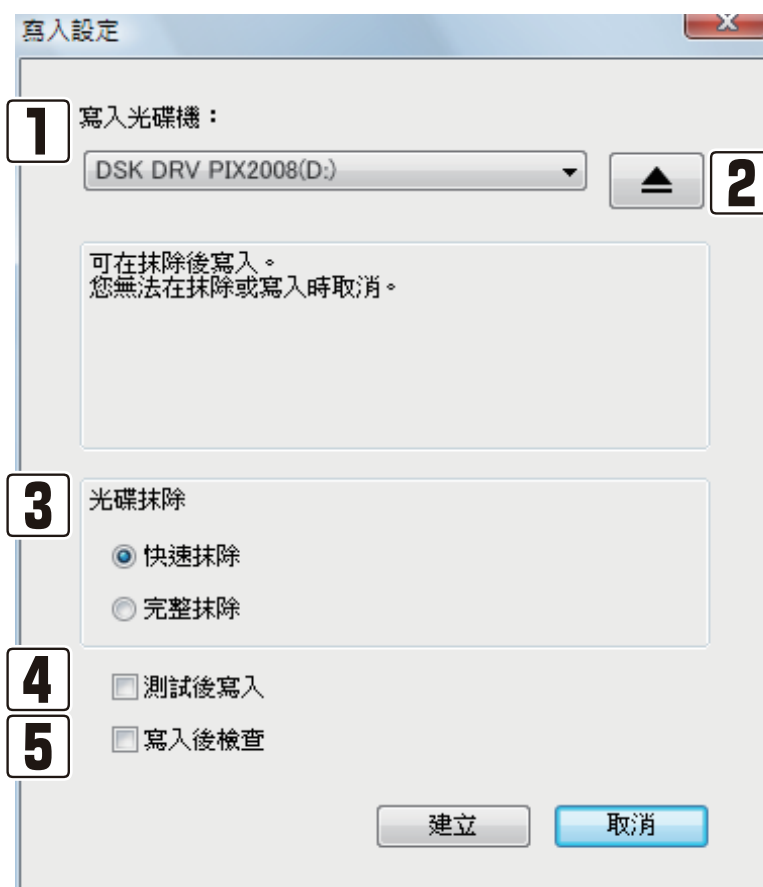 寫入設定
X
1
寫入光碟機：
DSK DRV PIX2008(D:)
2
可在抹除後寫入。
您無法在抹除或寫入時取消。
3
光碟抹除
快速抹除
完整抹除
4
測試後寫入
5
寫入後檢查
建立
取消